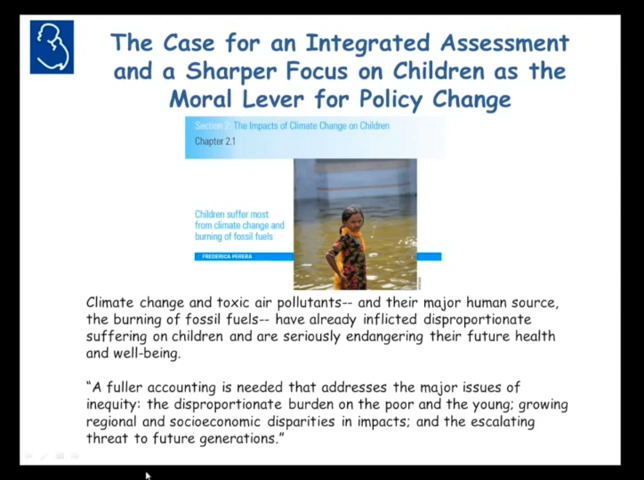 The Case for an Integrated Assessment
and a Sharper Focus on Children as the
Moral Lever for Policy Change
Section 2: The Impacts of Climate Change on Children
Chapter 2.1
Children suffer most
from climate change and
burning of fossil fuels
FREDERICA PERERA
Climate change and toxic air pollutants-- and their major human source,
the burning of fossil fuels-- have already inflicted disproportionate
suffering on children and are seriously endangering their future health
and well-being.
“A fuller accounting is needed that addresses the major issues of
inequity: the disproportionate burden on the poor and the young; growing
regional and socioeconomic disparities in impacts; and the escalating
threat to future generations.”